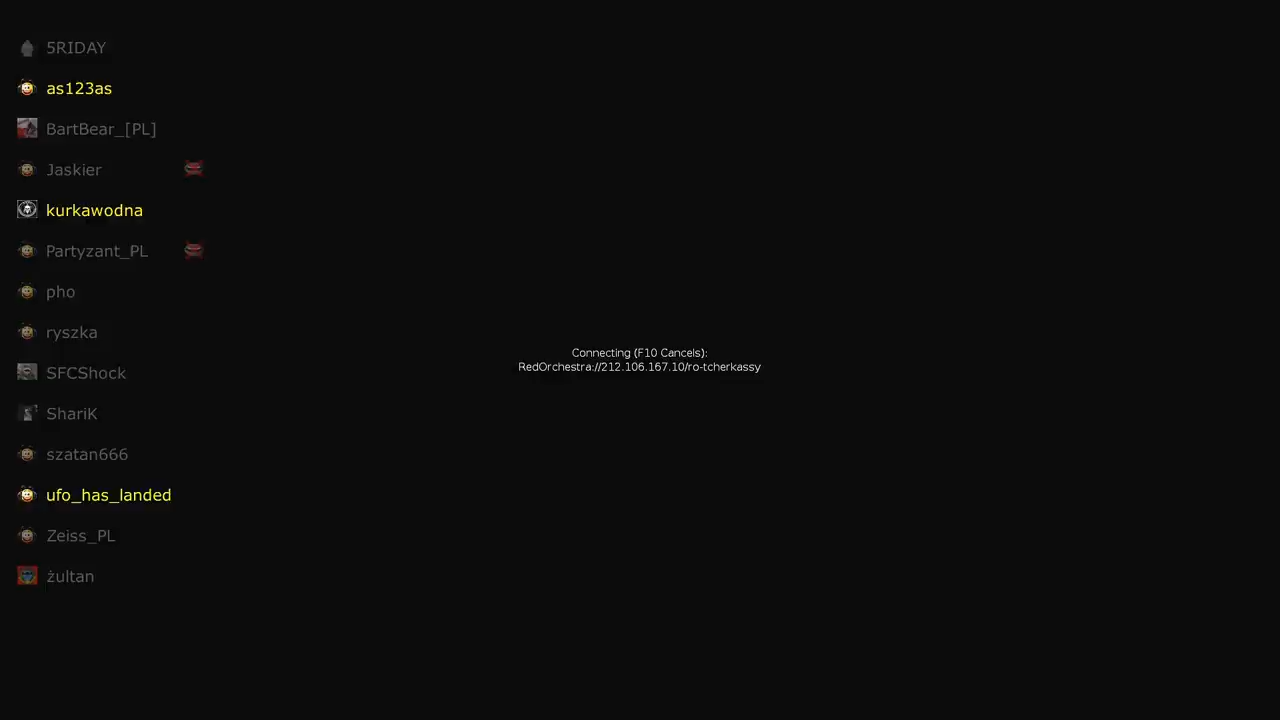 5RIDAY
as123as
BartBear_[PL]
Jaskier
kurkawodna
Partyzant_PL
pho
ryszka
SFCShock
ShariK
szatan666
ufo_has_landed
Zeiss_PL
żultan
Connecting (F10 Cancels):
RedOrchestra://212.106.167.10/ro-tcherkassy